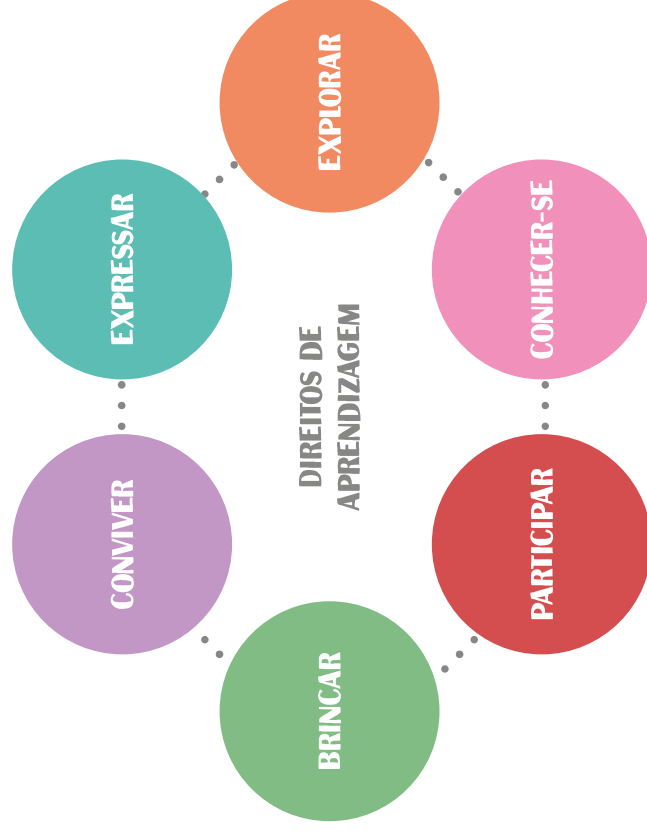 CONVIVER
EXPRESSAR
BRINCAR
DIREITOS DE
APRENDIZAGEM
EXPLORAR
PARTICIPAR
CONHECER-SE